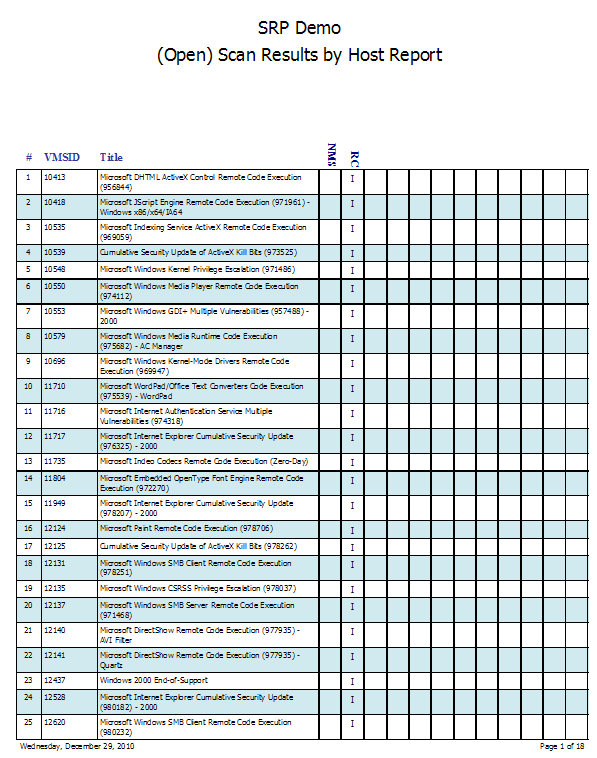 SRP Demo
(Open) Scan Results by Host Report
# VMSID Title NMS RC
1 10413 Microsoft DHTML ActiveX Control Remote Code Execution I
(956844)
2 10418 Microsoft JScript Engine Remote Code Execution (971961) - I
Windows x86/x64/IA64
3 10535 Microsoft Indexing Service ActiveX Remote Code Execution I
(969059)
4 10539 Cumulative Security Update of ActiveX Kill Bits (973525) I
5 10548 Microsoft Windows Kernel Privilege Escalation (971486) I
6 10550 Microsoft Windows Media Player Remote Code Execution I
(974112)
7 10553 Microsoft Windows GDI+ Multiple Vulnerabilities (957488) - I
2000
8 10579 Microsoft Windows Media Runtime Code Execution I
(975682) - AC Manager
9 10696 Microsoft Windows Kernel-Mode Drivers Remote Code I
Execution (969947)
10 11710 Microsoft WordPad/Office Text Converters Code Execution I
(975539) - WordPad
11 11716 Microsoft Internet Authentication Service Multiple I
Vulnerabilities (974318)
12 11717 Microsoft Internet Explorer Cumulative Security Update I
(976325) - 2000
13 11735 Microsoft Indeo Codecs Remote Code Execution (Zero-Day) I
14 11804 Microsoft Embedded OpenType Font Engine Remote Code I
Execution (972270)
15 11949 Microsoft Internet Explorer Cumulative Security Update I
(978207) - 2000
16 12124 Microsoft Paint Remote Code Execution (978706) I
17 12125 Cumulative Security Update of ActiveX Kill Bits (978262) I
18 12131 Microsoft Windows SMB Client Remote Code Execution I
(978251)
19 12135 Microsoft Windows CSRSS Privilege Escalation (978037) I
20 12137 Microsoft Windows SMB Server Remote Code Execution I
(971468)
21 12140 Microsoft DirectShow Remote Code Execution (977935) - I
AVI Filter
22 12141 Microsoft DirectShow Remote Code Execution (977935) - I
Quartz
23 12437 Windows 2000 End-of-Support I
24 12528 Microsoft Internet Explorer Cumulative Security Update I
(980182) - 2000
25 12620 Microsoft Windows SMB Client Remote Code Execution I
(980232)
Wednesday, December 29, 2010 Page 1 of 18